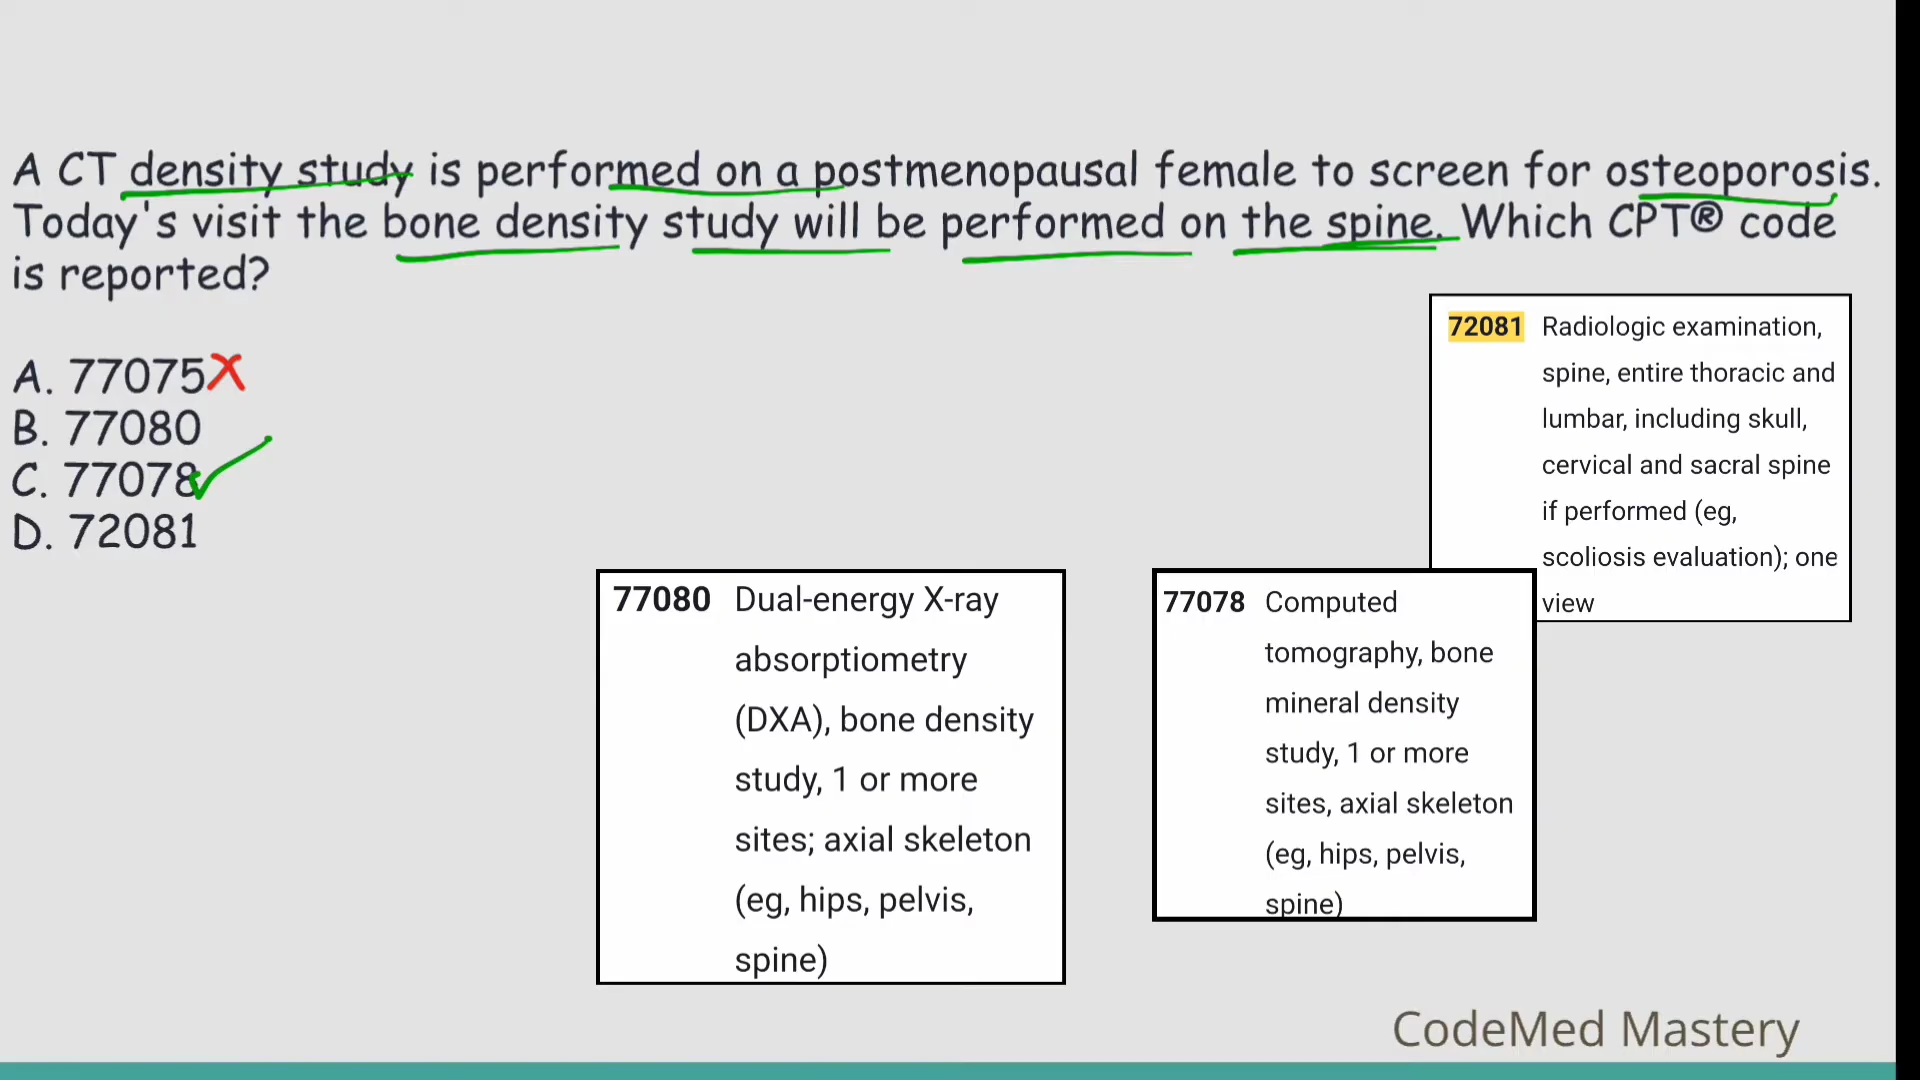 A CT density study is performed on a postmenopausal female to screen for osteoporosis.
Today's visit the bone density study will be performed on the spine. Which CPT® code
is reported?
A. 77075
B. 77080
C. 77078
D. 72081
72081 Radiologic examination,
spine, entire thoracic and
lumbar, including skull,
cervical and sacral spine
if performed (eg,
scoliosis evaluation); one
view
77080 Dual-energy X-ray
absorptiometry
(DXA), bone density
study, 1 or more
sites; axial skeleton
(eg, hips, pelvis,
spine)
77078 Computed
tomography, bone
mineral density
study, 1 or more
sites, axial skeleton
(eg, hips, pelvis,
spine)
CodeMed Mastery